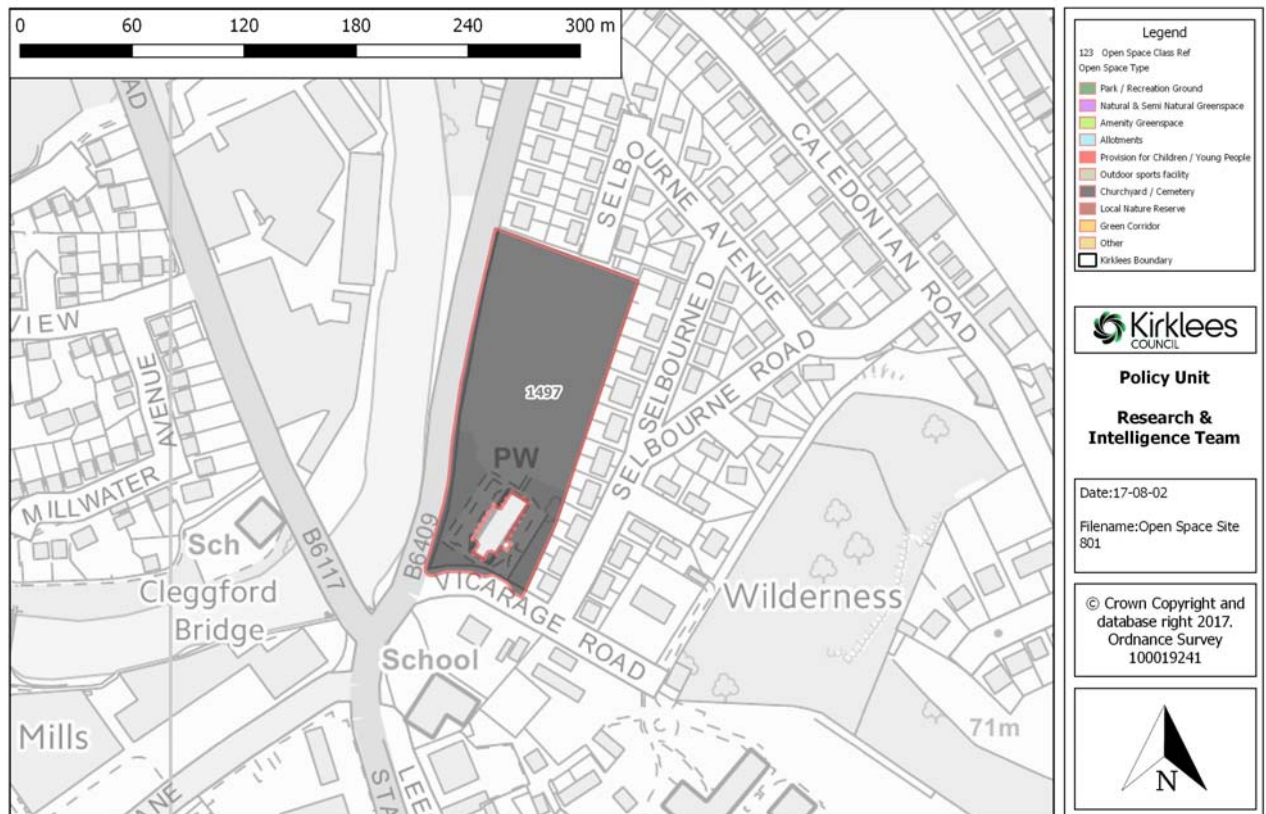 0 60 120 180 240 300 m
AD
SELBOURNE AVENUE
CALEDONIAN ROAD
VIEW
AVENUE
SELBOURNE D
1497
SELBOURNE ROAD
PW
MILLWATER
B6409
Sch
B6117
Cleggford
Bridge
VICARAGE ROAD
Wilderness
School
Mills
71m
ANE
STA
LEE
Legend
123 Open Space Class Ref
Open Space Type
Park / Recreation Ground
Natural & Semi Natural Greenspace
Amenity Greenspace
Allotments
Provision for Children / Young People
Outdoor sports facility
Churchyard / Cemetery
Local Nature Reserve
Green Corridor
Other
Kirklees Boundary
Kirklees
COUNCIL
Policy Unit
Research &
Intelligence Team
Date:17-08-02
Filename:Open Space Site
801
© Crown Copyright and
database right 2017.
Ordnance Survey
100019241
N